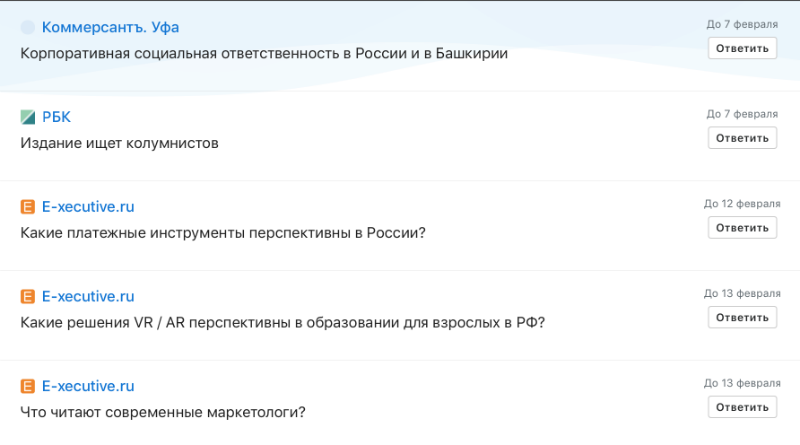 Коммерсантъ. Уфа
До 7 февраля
Корпоративная социальная ответственность в России и в Башкирии
Ответить
РБК
До 7 февраля
Издание ищет колумнистов
Ответить
E-xecutive.ru
До 12 февраля
Какие платежные инструменты перспективны в России?
Ответить
E-xecutive.ru
До 13 февраля
Какие решения VR / AR перспективны в образовании для взрослых в РФ?
Ответить
E-xecutive.ru
До 13 февраля
Что читают современные маркетологи?
Ответить